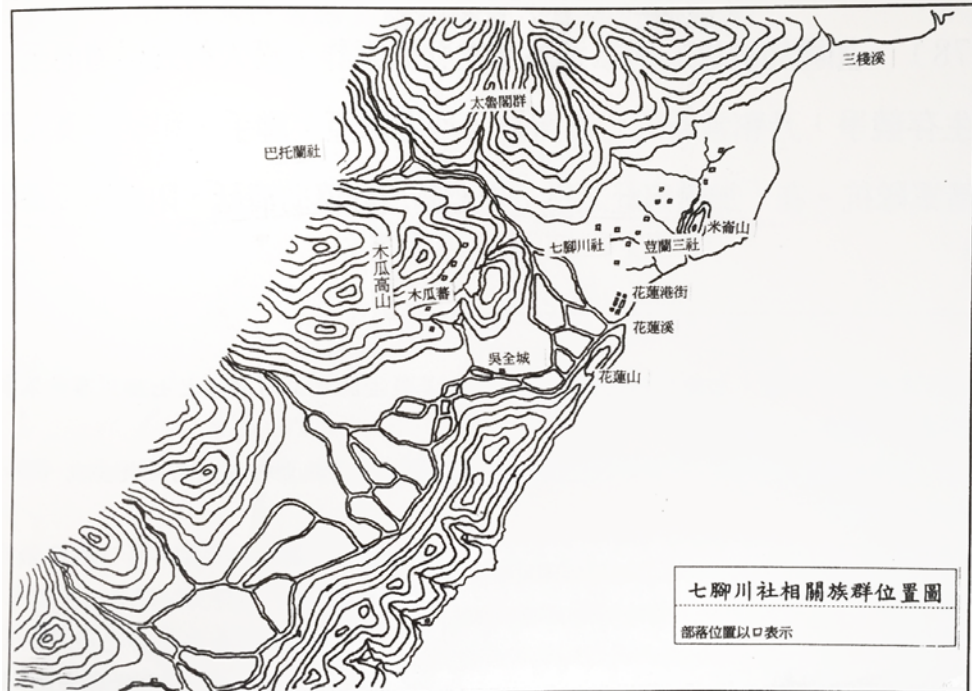 三棧溪
太魯閣群
巴托蘭社
米崙山
七腳川社
荳蘭三社
木瓜高山
木瓜蕃
花蓮港街
花蓮溪
吳全城
花蓮山
七腳川社相關族群位置圖
部落位置以口表示